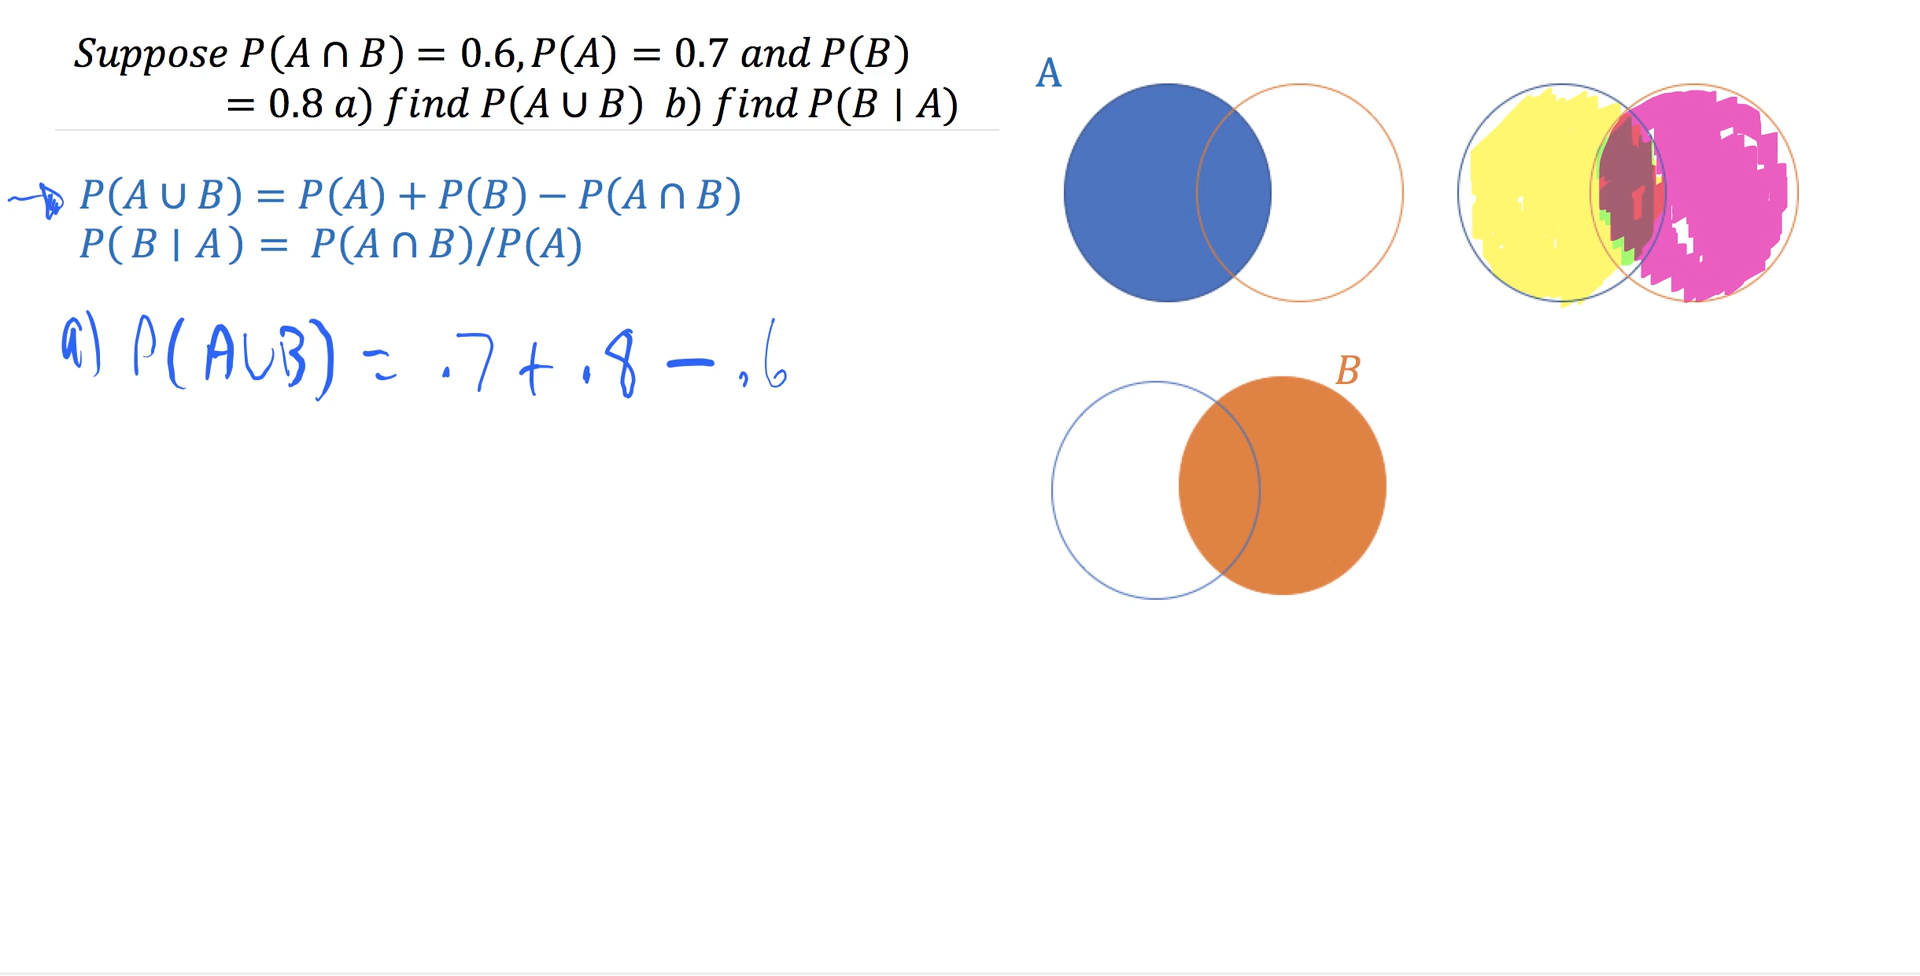 Suppose P(A ∩ B) = 0.6, P(A) = 0.7 and P(B)
= 0.8 a) find P(A ∪ B) b) find P(B | A)
P(A ∪ B) = P(A) + P(B) − P(A ∩ B)
P( B | A ) = P(A ∩ B)/P(A)
a) P(A∪B) = .7 + .8 − .6
A
B